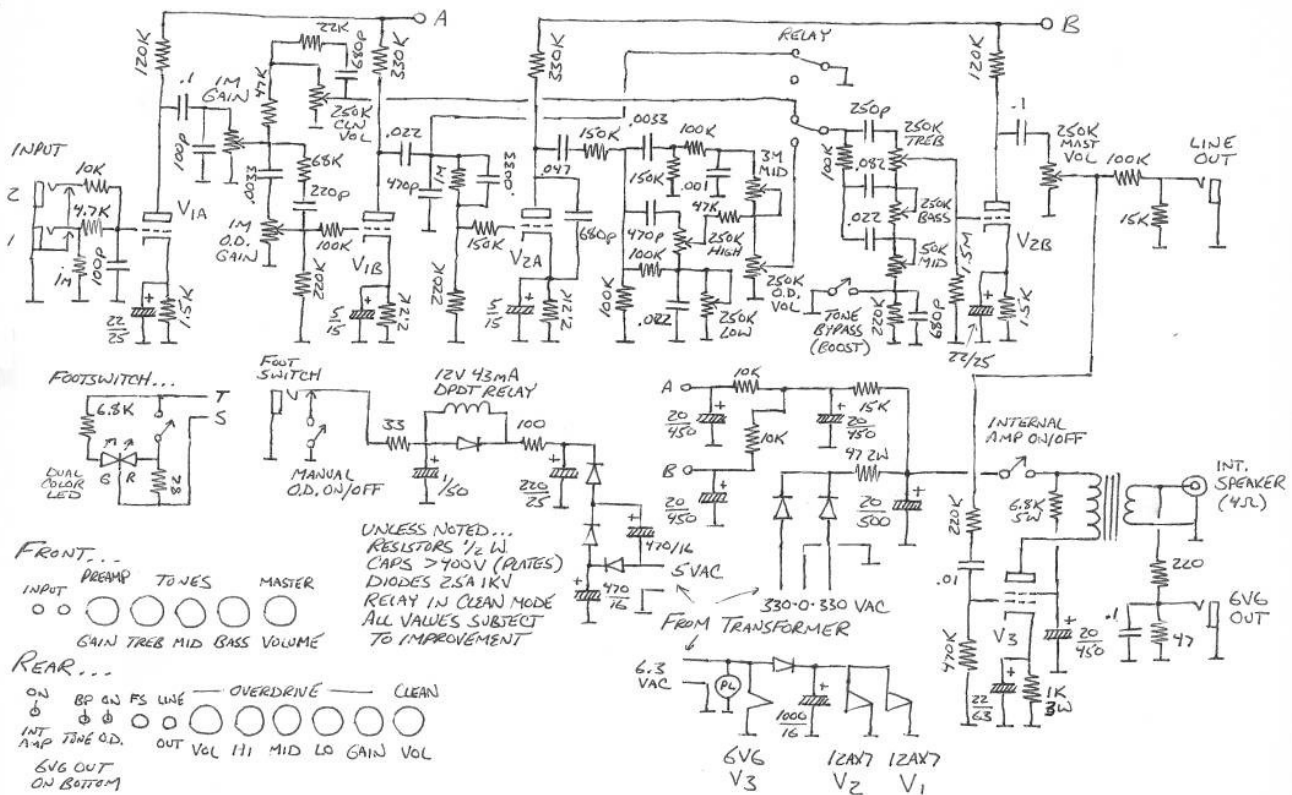 A
B
RELAY
120K
22K
680P
330K
330K
120K
.1
1M
GAIN
47K
250K
CLN
VOL
.022
.0033
150K
.0033
100K
250P
250K
TREB
.1
250K
MAST
VOL
100K
LINE
OUT
INPUT
2
10K
100P
68K
220P
470P
1M
.047
150K
.001
3M
MID
100K
.082
250K
BASS
15K
4.7K
1
V1A
.0033
1M
O.D.
GAIN
100K
V1B
150K
V2A
680P
470P
47K
250K
HIGH
.022
50K
MID
1.5M
V2B
1M
100P
100K
250K
O.D.
VOL
22
25
1.5K
220K
5
15
2.2K
220K
5
15
2.2K
100K
.022
250K
LOW
TONE
BYPASS
(BOOST)
220K
680P
22/25
1.5K
FOOTSWITCH...
6.8K
T
S
DUAL
COLOR
LED
G R
82
FOOT
SWITCH
MANUAL
O.D. ON/OFF
12V 43mA
DPDT RELAY
33
100
1/50
220
25
470/16
470
16
5VAC
A
10K
15K
20
450
20
450
10K
B
20
450
47 2W
20
500
330-0-330 VAC
FROM TRANSFORMER
INTERNAL
AMP ON/OFF
INT.
SPEAKER
(4Ω)
6.8K
5W
220K
.01
220
6V6
OUT
.1
47
V3
20
450
470K
22
63
1K
3W
UNLESS NOTED...
RESISTORS 1/2 W
CAPS >400V (PLATES)
DIODES 2.5A 1KV
RELAY IN CLEAN MODE
ALL VALUES SUBJECT
TO IMPROVEMENT
6.3
VAC
PL
1000
16
6V6
V3
12AX7
V2
12AX7
V1
FRONT...
INPUT
PREAMP
TONES
MASTER
GAIN TREB MID BASS VOLUME
REAR...
ON BP ON FS LINE OVERDRIVE CLEAN
INT
AMP TONE O.D. OUT VOL HI MID LO GAIN VOL
6V6 OUT
ON BOTTOM